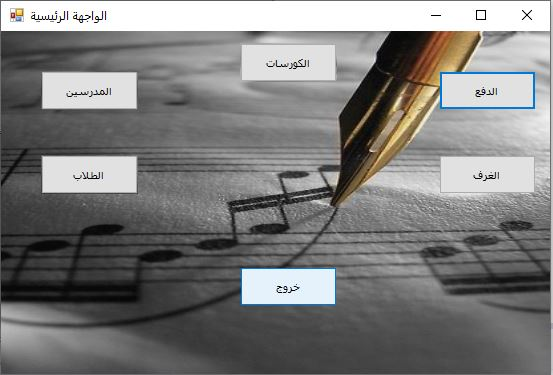 الواجهة الرئيسية
الكورسات
الدفع
المدرسين
الغرف
الطلاب
خروج